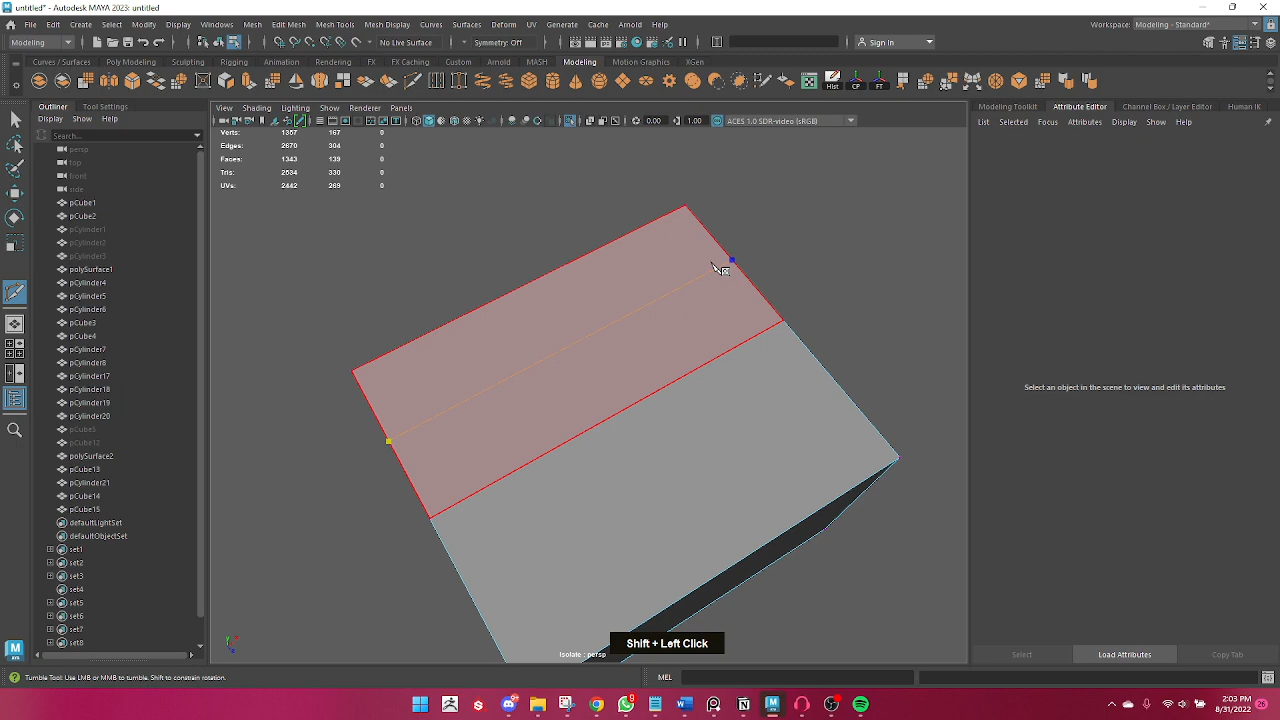 untitled* - Autodesk MAYA 2023: untitled
File Edit Create Select Modify Display Windows Mesh Edit Mesh Mesh Tools Mesh Display Curves Surfaces Deform UV Generate Cache Arnold Help
Workspace: Modeling - Standard*
Modeling No Live Surface Symmetry: Off Sign In
Curves / Surfaces Poly Modeling Sculpting Rigging Animation Rendering FX FX Caching Custom Arnold MASH Modeling Motion Graphics XGen
Hist CP FT
Outliner Tool Settings
Display Show Help
Search...
persp
top
front
side
pCube1
pCube2
pCylinder1
pCylinder2
pCylinder3
polySurface1
pCylinder4
pCylinder5
pCylinder6
pCube3
pCube4
pCylinder7
pCylinder8
pCylinder17
pCylinder18
pCylinder19
pCylinder20
pCube5
pCube12
polySurface2
pCube13
pCylinder21
pCube14
pCube15
defaultLightSet
defaultObjectSet
set1
set2
set3
set4
set5
set6
set7
set8
View Shading Lighting Show Renderer Panels
0.00 1.00 ACES 1.0 SDR-video (sRGB)
Verts: 1387 167 0
Edges: 2670 304 0
Faces: 1343 139 0
Tris: 2534 330 0
UVs: 2442 269 0
Shift + Left Click
Isolate : persp
Modeling Toolkit Attribute Editor Channel Box / Layer Editor Human IK
List Selected Focus Attributes Display Show Help
Select an object in the scene to view and edit its attributes
Select Load Attributes Copy Tab
Tumble Tool: Use LMB or MMB to tumble. Shift to constrain rotation.
MEL
2:03 PM
8/31/2022